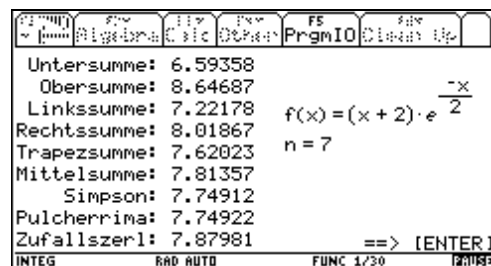 Algebra Calc Other PrgmIO Clean Up
F5
Untersumme: 6.59358
Obersumme: 8.64687
Linkssumme: 7.22178
Rechtssumme: 8.01867
Trapezsumme: 7.62023
Mittelsumme: 7.81357
Simpson: 7.74912
Pulcherrima: 7.74922
Zufallszerl: 7.87981
f(x) = (x + 2)·e^(-x/2)
n = 7
==> [ENTER]
INTEG RAD AUTO FUNC 1/30 PAUSE